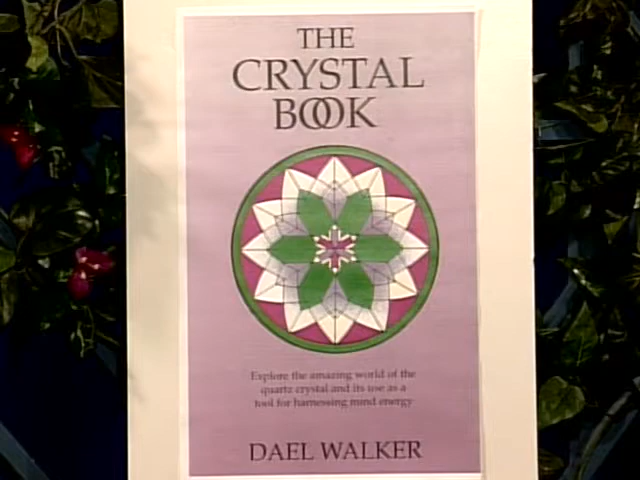 THE
CRYSTAL
BOOK
Explore the amazing world of the
quartz crystal and its use as a
tool for harnessing mind energy
DAEL WALKER